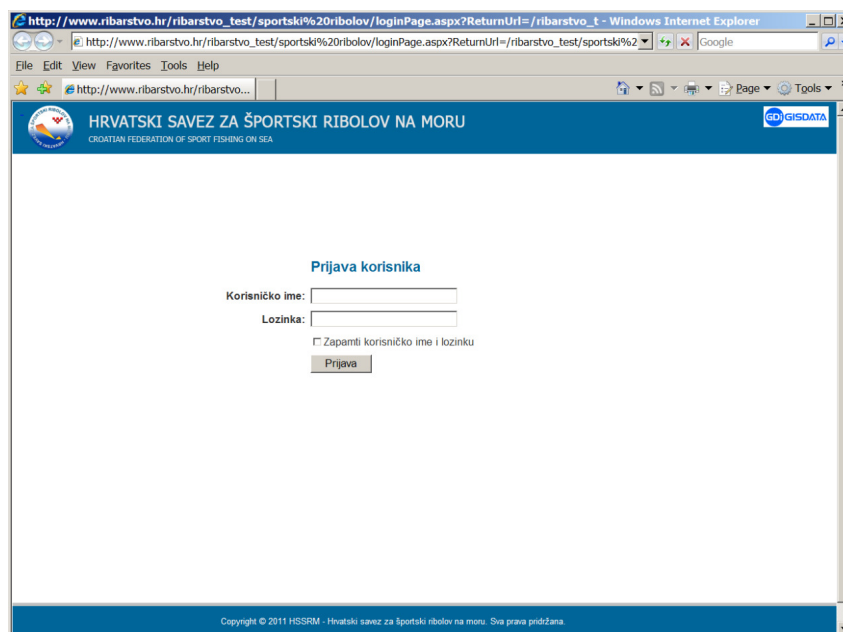 http://www.ribarstvo.hr/ribarstvo_test/sportski%20ribolov/loginPage.aspx?ReturnUrl=/ribarstvo_t - Windows Internet Explorer
http://www.ribarstvo.hr/ribarstvo_test/sportski%20ribolov/loginPage.aspx?ReturnUrl=/ribarstvo_test/sportski%2 Google
File Edit View Favorites Tools Help
http://www.ribarstvo.hr/ribarstvo... Page Tools
HRVATSKI SAVEZ ZA ŠPORTSKI RIBOLOV NA MORU
CROATIAN FEDERATION OF SPORT FISHING ON SEA
GDi GISDATA
Prijava korisnika
Korisničko ime:
Lozinka:
Zapamti korisničko ime i lozinku
Prijava
Copyright © 2011 HSSRM - Hrvatski savez za športski ribolov na moru. Sva prava pridržana.